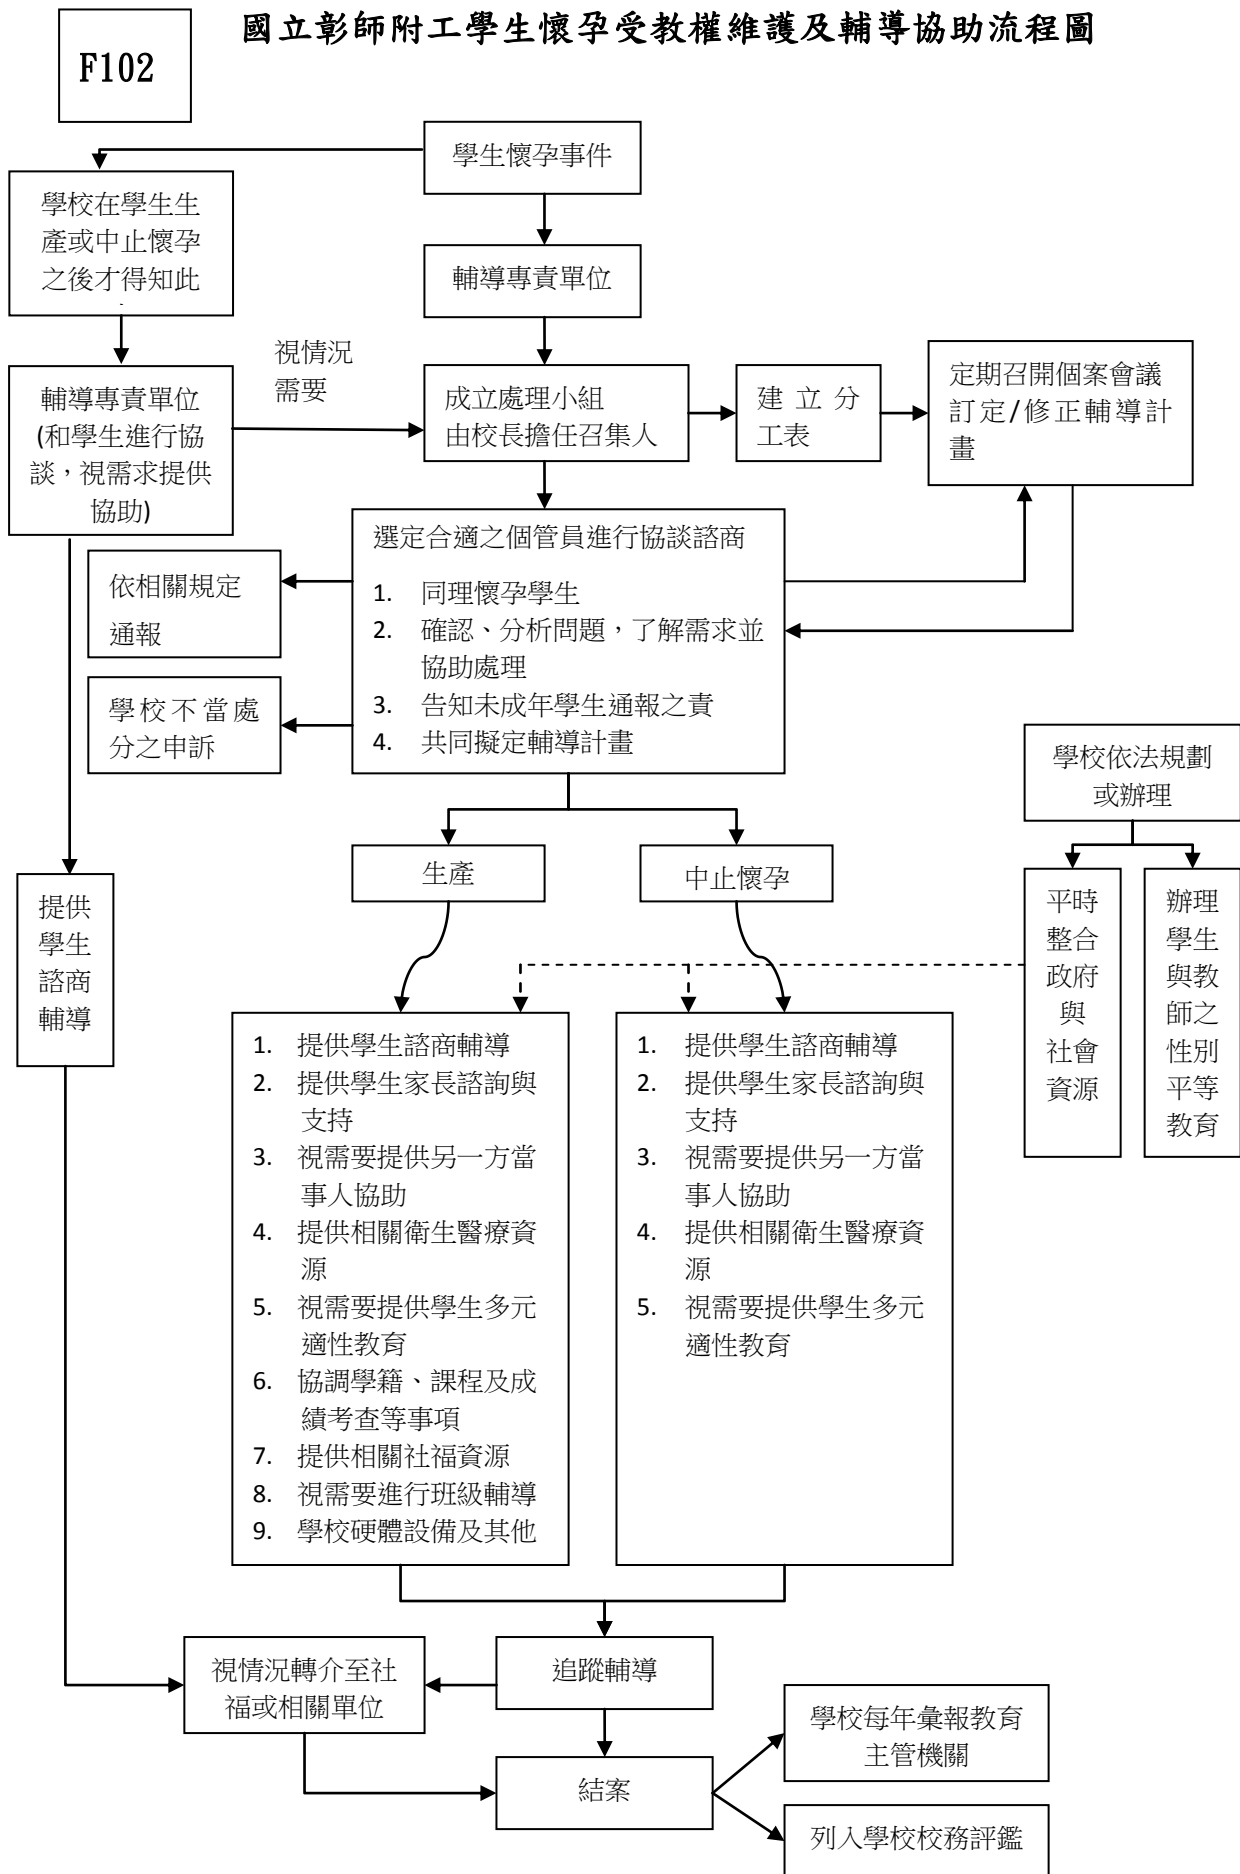 國立彰師附工學生懷孕受教權維護及輔導協助流程圖
F102
學生懷孕事件
學校在學生生
產或中止懷孕
之後才得知此
輔導專責單位
視情況
需要
輔導專責單位
(和學生進行協
談，視需求提供
協助)
成立處理小組
由校長擔任召集人
建立分
工表
定期召開個案會議
訂定/修正輔導計
畫
選定合適之個管員進行協談諮商
1. 同理懷孕學生
2. 確認、分析問題，了解需求並
協助處理
3. 告知未成年學生通報之責
4. 共同擬定輔導計畫
依相關規定
通報
學校不當處
分之申訴
學校依法規劃
或辦理
生產
中止懷孕
提供
學生
諮商
輔導
平時
整合
政府
與
社會
資源
辦理
學生
與教
師之
性別
平等
教育
1. 提供學生諮商輔導
2. 提供學生家長諮詢與
支持
3. 視需要提供另一方當
事人協助
4. 提供相關衛生醫療資
源
5. 視需要提供學生多元
適性教育
6. 協調學籍、課程及成
績考查等事項
7. 提供相關社福資源
8. 視需要進行班級輔導
9. 學校硬體設備及其他
1. 提供學生諮商輔導
2. 提供學生家長諮詢與
支持
3. 視需要提供另一方當
事人協助
4. 提供相關衛生醫療資
源
5. 視需要提供學生多元
適性教育
視情況轉介至社
福或相關單位
追蹤輔導
結案
學校每年彙報教育
主管機關
列入學校校務評鑑